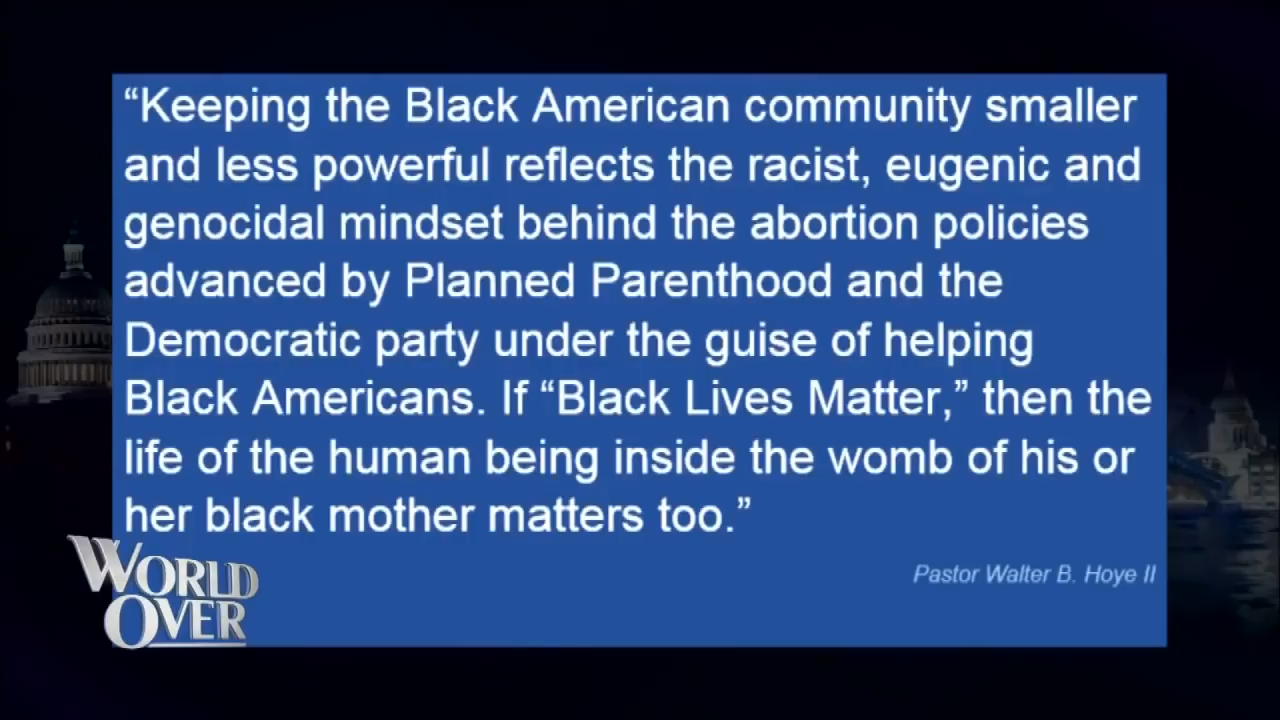 “Keeping the Black American community smaller
and less powerful reflects the racist, eugenic and
genocidal mindset behind the abortion policies
advanced by Planned Parenthood and the
Democratic party under the guise of helping
Black Americans. If “Black Lives Matter,” then the
life of the human being inside the womb of his or
her black mother matters too.”
Pastor Walter B. Hoye II
WORLD
OVER